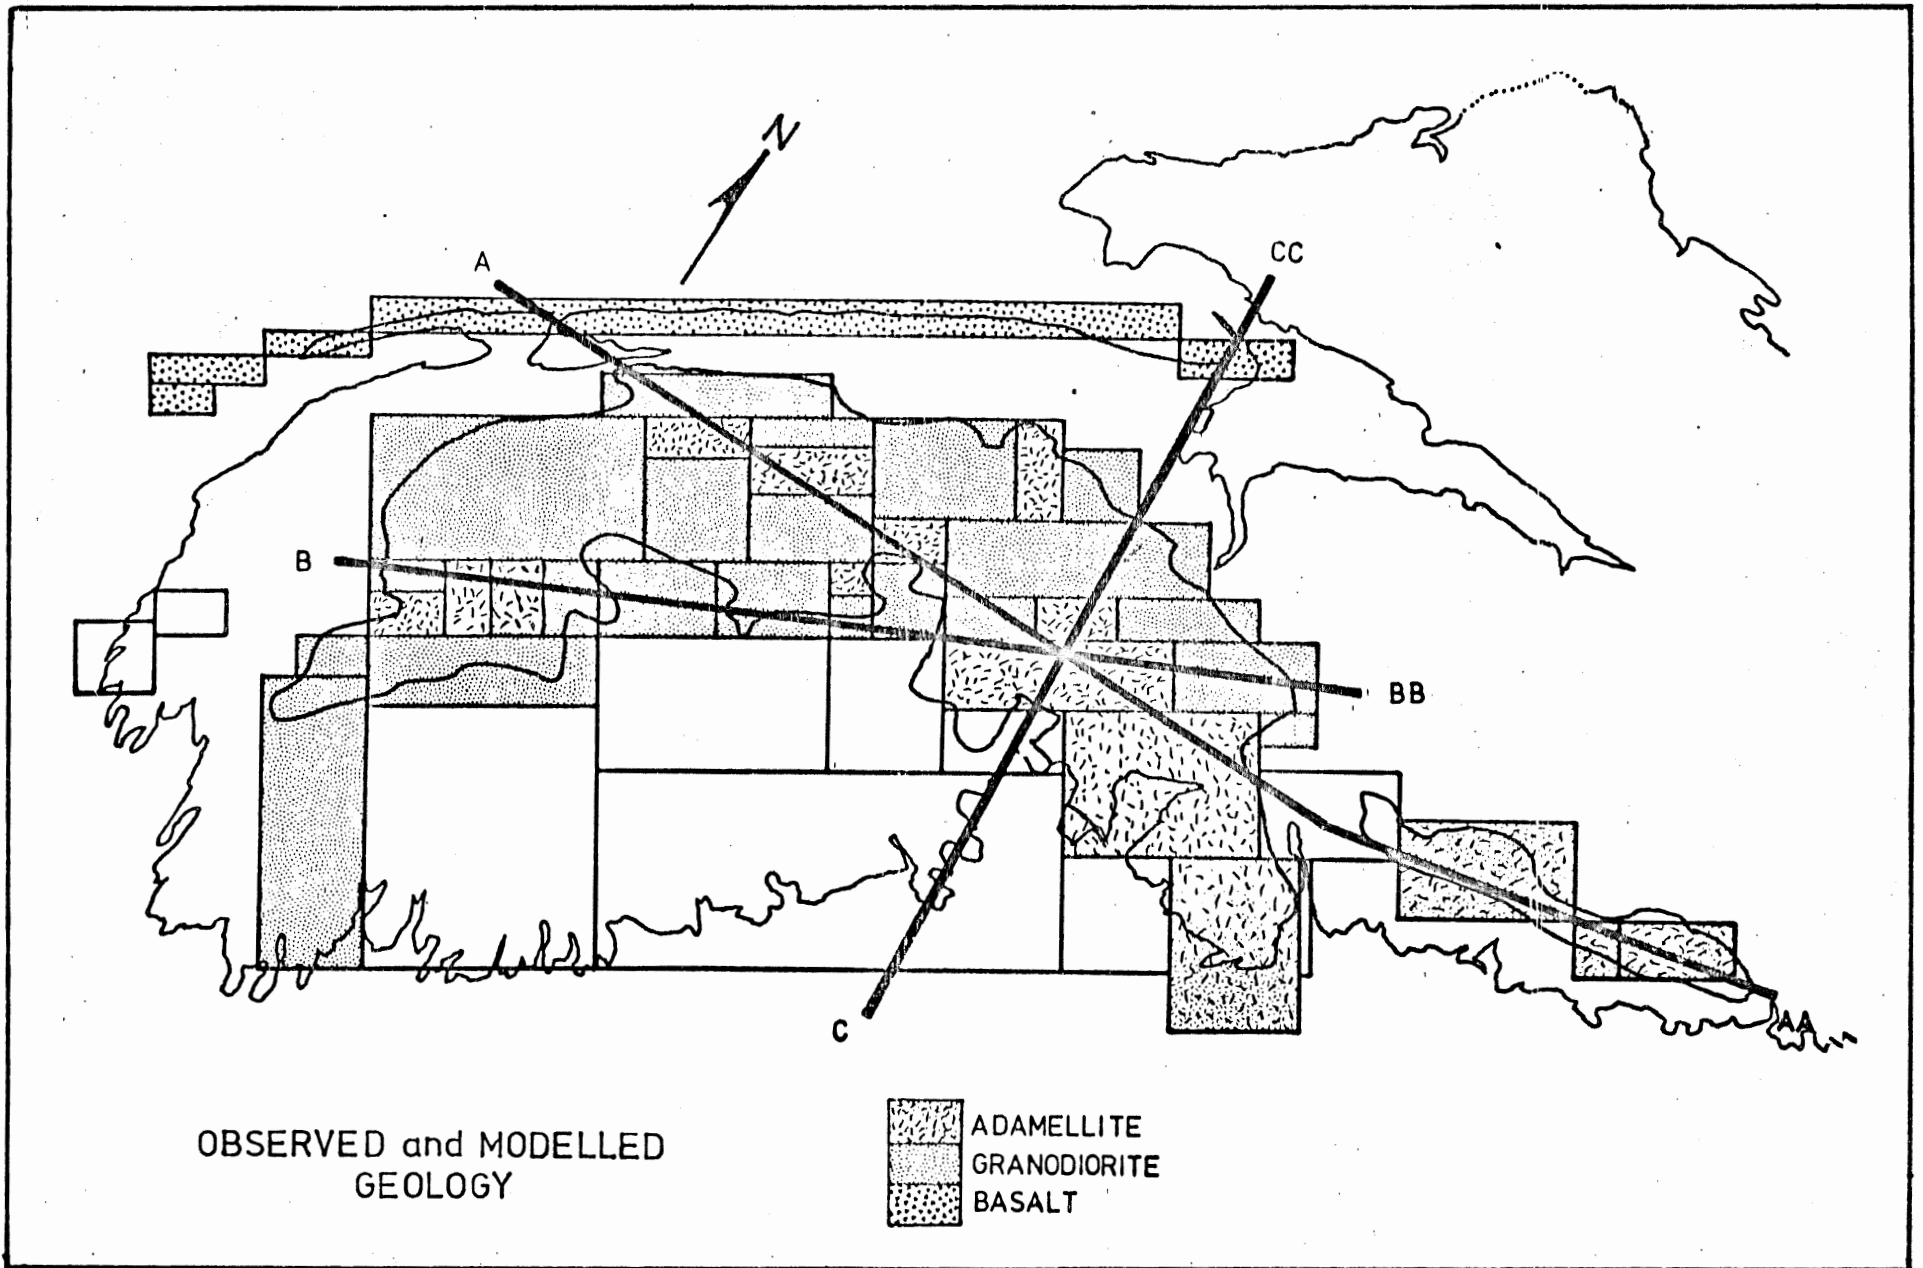 N
A
CC
B
BB
C
AA
OBSERVED and MODELLED
GEOLOGY
ADAMELLITE
GRANODIORITE
BASALT